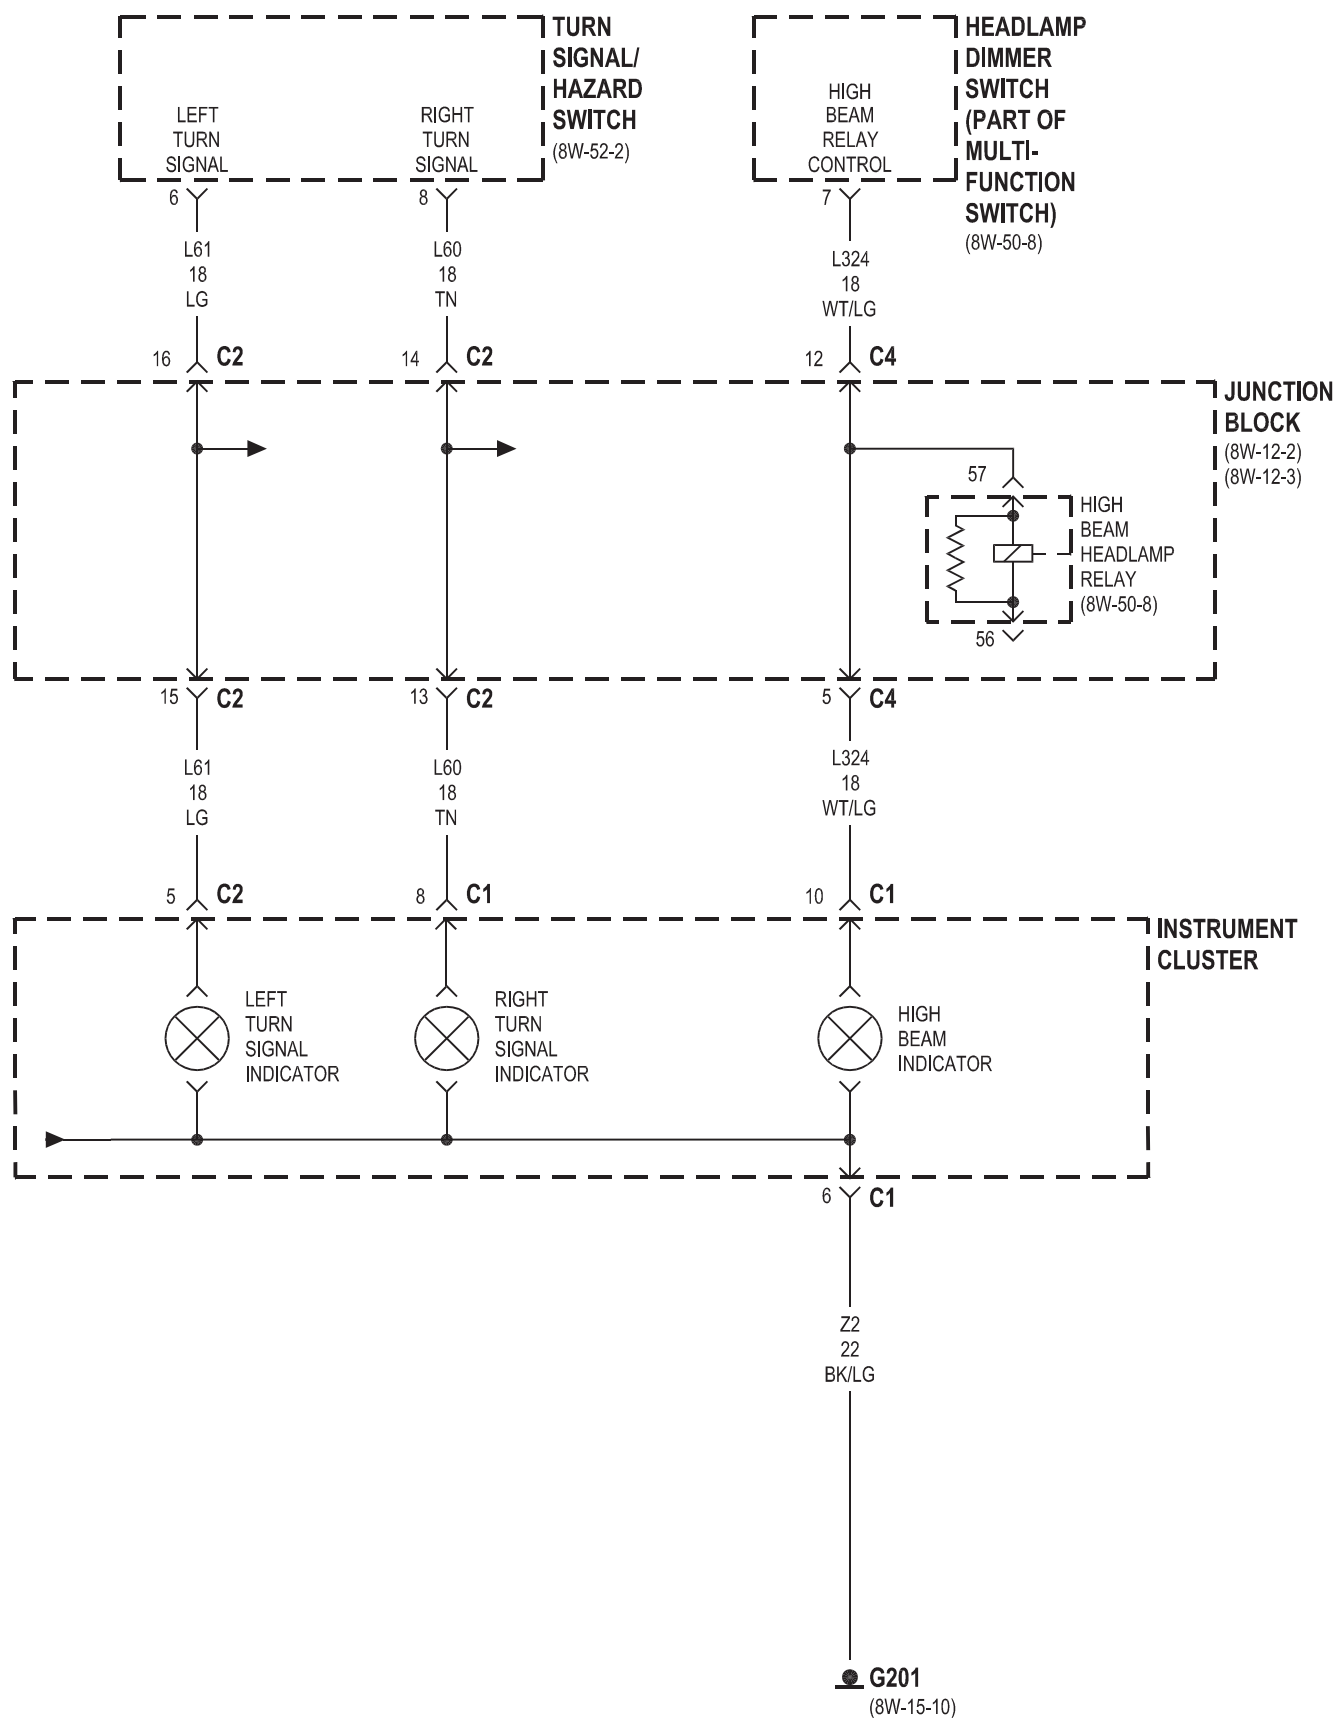 TURN
SIGNAL/
HAZARD
SWITCH
(8W-52-2)
LEFT
TURN
SIGNAL
RIGHT
TURN
SIGNAL
HEADLAMP
DIMMER
SWITCH
(PART OF
MULTI-
FUNCTION
SWITCH)
(8W-50-8)
HIGH
BEAM
RELAY
CONTROL
6
8
7
L61
18
LG
L60
18
TN
L324
18
WT/LG
16 C2
14 C2
12 C4
JUNCTION
BLOCK
(8W-12-2)
(8W-12-3)
57
HIGH
BEAM
HEADLAMP
RELAY
(8W-50-8)
56
15 C2
13 C2
5 C4
L61
18
LG
L60
18
TN
L324
18
WT/LG
5 C2
8 C1
10 C1
INSTRUMENT
CLUSTER
LEFT
TURN
SIGNAL
INDICATOR
RIGHT
TURN
SIGNAL
INDICATOR
HIGH
BEAM
INDICATOR
6 C1
Z2
22
BK/LG
G201
(8W-15-10)